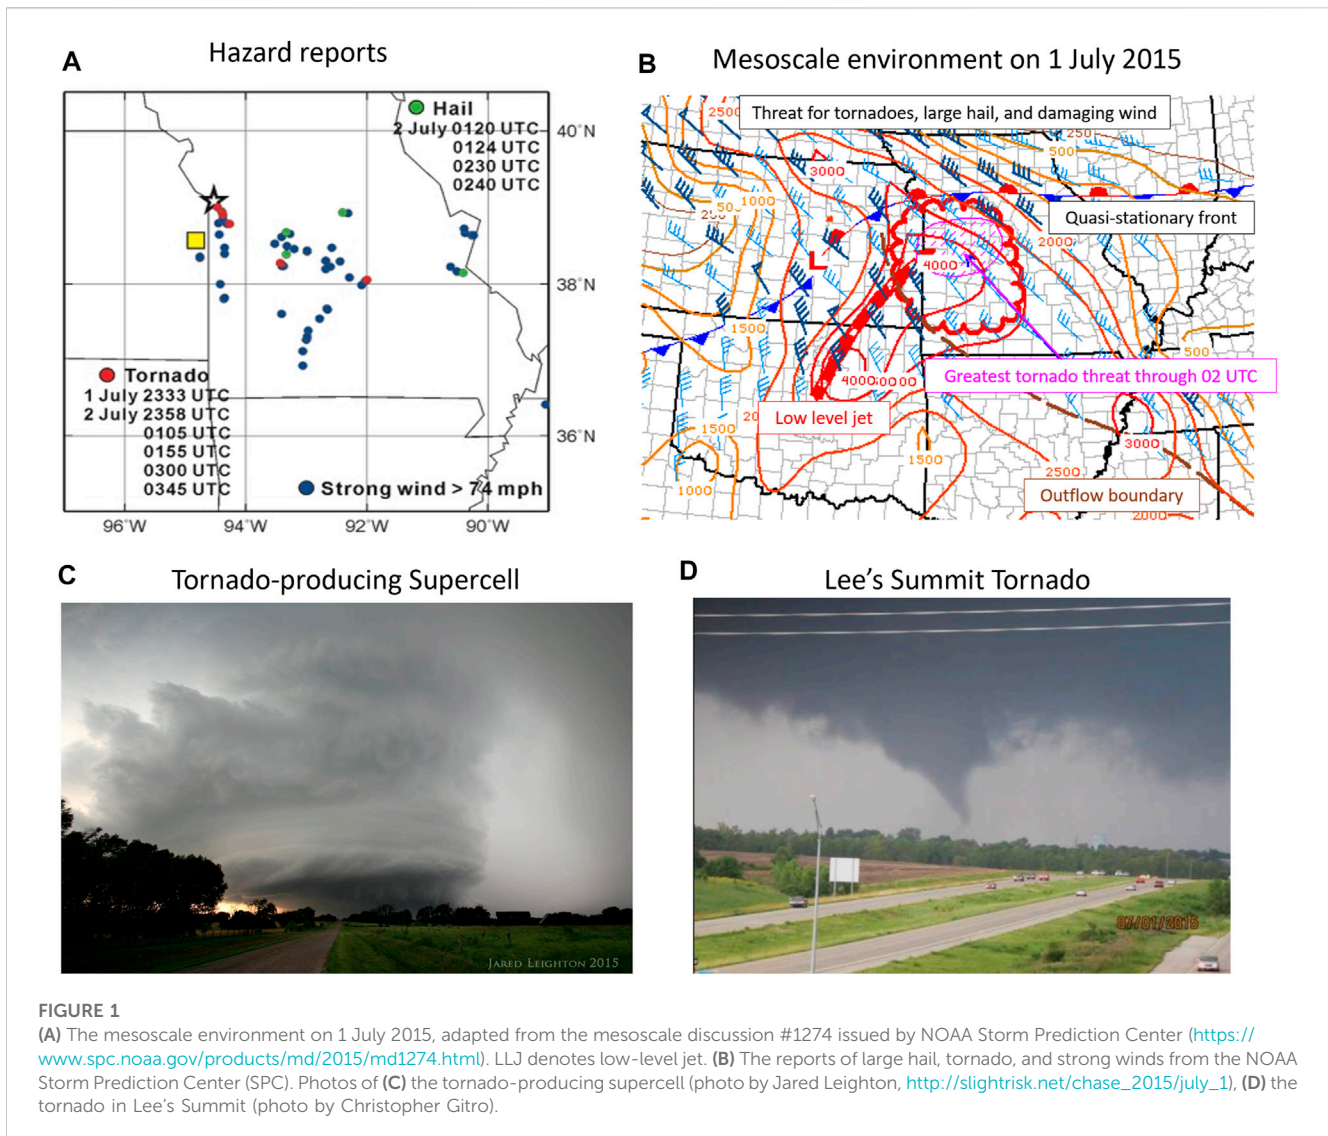 A
Hazard reports
Hail
2 July 0120 UTC
0124 UTC
0230 UTC
0240 UTC
40°N
38°N
36°N
Tornado
1 July 2333 UTC
2 July 2358 UTC
0105 UTC
0155 UTC
0300 UTC
0345 UTC
Strong wind > 74 mph
96°W
94°W
92°W
90°W
B
Mesoscale environment on 1 July 2015
Threat for tornadoes, large hail, and damaging wind
2500
250
500
3000
1000
250
Quasi-stationary front
2000
L
4000
1500
500
Greatest tornado threat through 02 UTC
4000
Low level jet
1500
1500
3000
2500
1000
Outflow boundary
2000
C
Tornado-producing Supercell
JARED LEIGHTON 2015
D
Lee's Summit Tornado
07/01/2015
FIGURE 1
(A) The mesoscale environment on 1 July 2015, adapted from the mesoscale discussion #1274 issued by NOAA Storm Prediction Center (https://
www.spc.noaa.gov/products/md/2015/md1274.html). LLJ denotes low-level jet. (B) The reports of large hail, tornado, and strong winds from the NOAA
Storm Prediction Center (SPC). Photos of (C) the tornado-producing supercell (photo by Jared Leighton, http://slightrisk.net/chase_2015/july_1), (D) the
tornado in Lee's Summit (photo by Christopher Gitro).